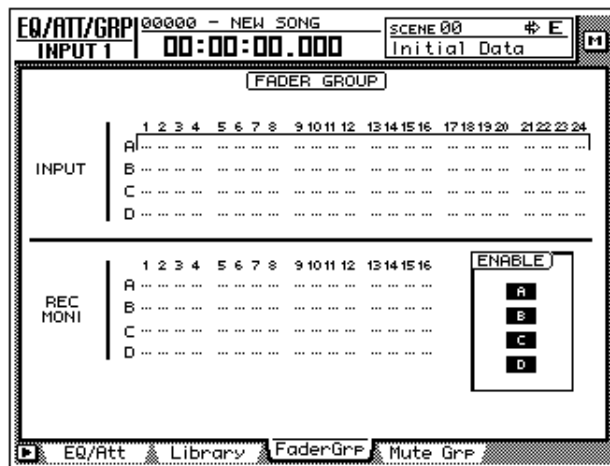 EQ/ATT/GRP 00000 - NEW SONG SCENE 00 E
INPUT 1 00:00:00.000 Initial Data M
FADER GROUP
1 2 3 4 5 6 7 8 9 10 11 12 13 14 15 16 17 18 19 20 21 22 23 24
A
INPUT B
C
D
1 2 3 4 5 6 7 8 9 10 11 12 13 14 15 16 ENABLE
A A
REC MONI B B
C C
D D
EQ/Att Library FaderGrp Mute Grp